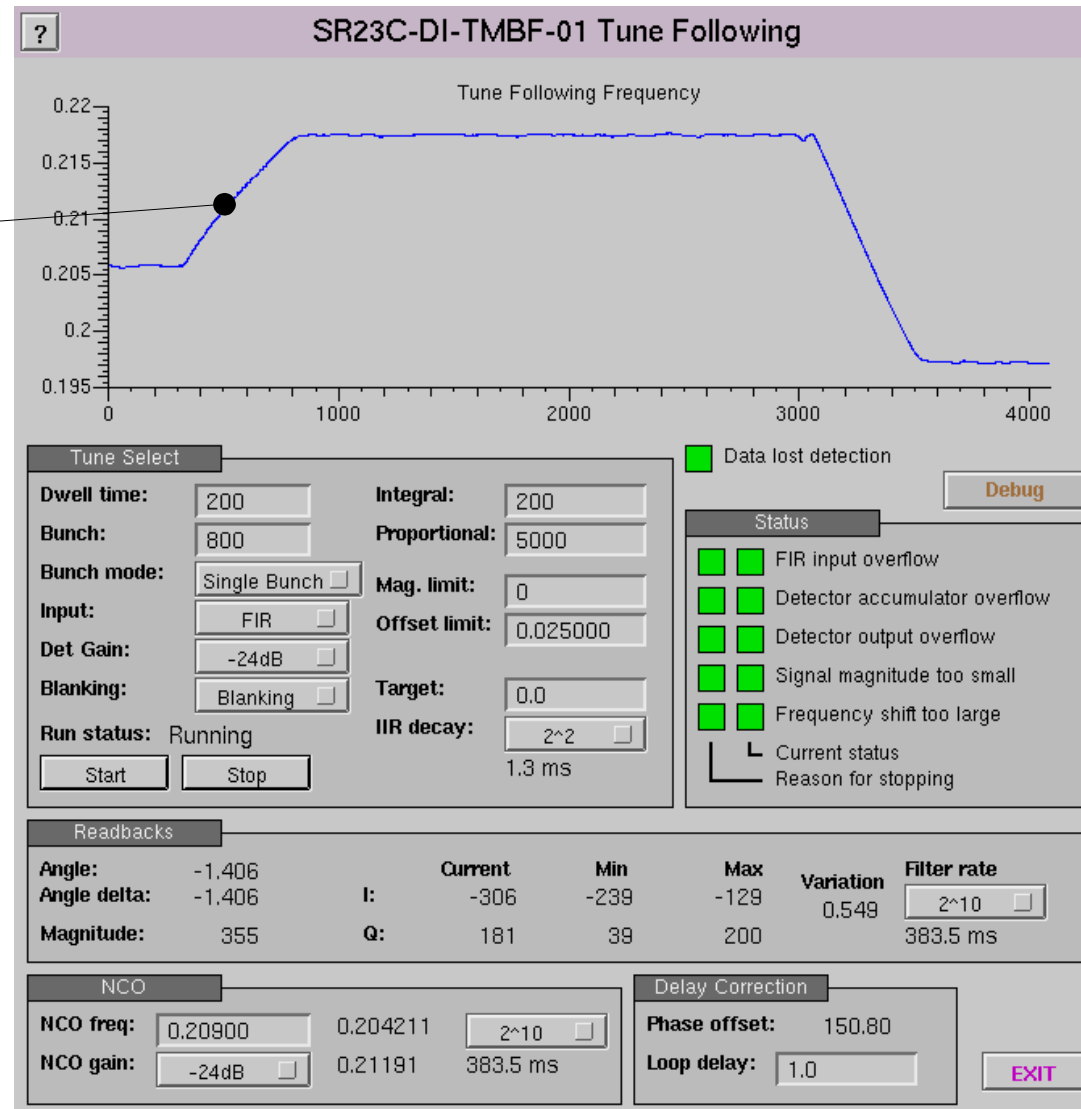 ? SR23C-DI-TMBF-01 Tune Following
Tune Following Frequency
0.22
0.215
0.21
0.205
0.2
0.195
0 1000 2000 3000 4000
Tune Select
Dwell time: 200 Integral: 200
Bunch: 800 Proportional: 5000
Bunch mode: Single Bunch Mag. limit: 0
Input: FIR Offset limit: 0.025000
Det Gain: -24dB
Blanking: Blanking Target: 0.0
Run status: Running IIR decay: 2^2
Start Stop 1.3 ms
Data lost detection
Debug
Status
FIR input overflow
Detector accumulator overflow
Detector output overflow
Signal magnitude too small
Frequency shift too large
Current status
Reason for stopping
Readbacks
Angle: -1.406 Current Min Max Variation Filter rate
Angle delta: -1.406 I: -306 -239 -129 0.549 2^10
Magnitude: 355 Q: 181 39 200 383.5 ms
NCO
NCO freq: 0.20900 0.204211 2^10
NCO gain: -24dB 0.21191 383.5 ms
Delay Correction
Phase offset: 150.80
Loop delay: 1.0
EXIT